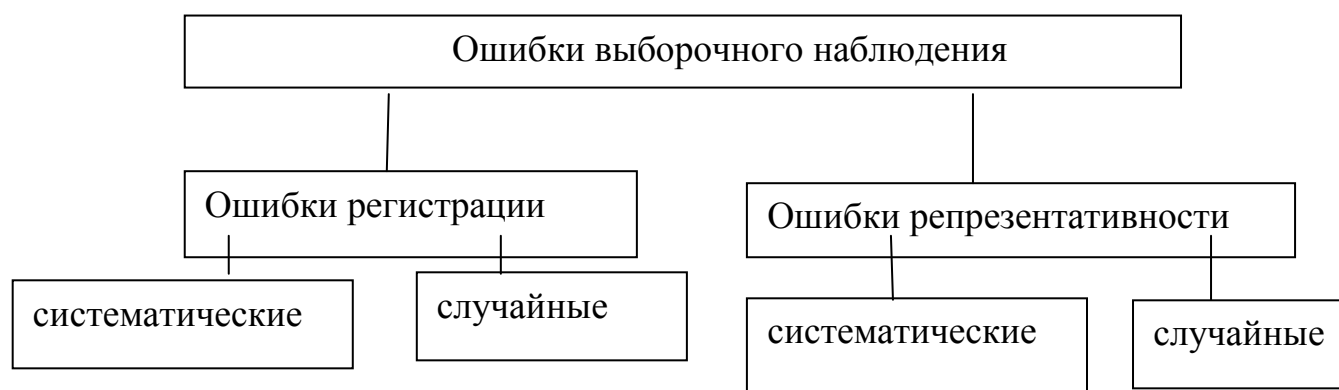 Ошибки выборочного наблюдения
Ошибки регистрации
Ошибки репрезентативности
систематические
случайные
систематические
случайные